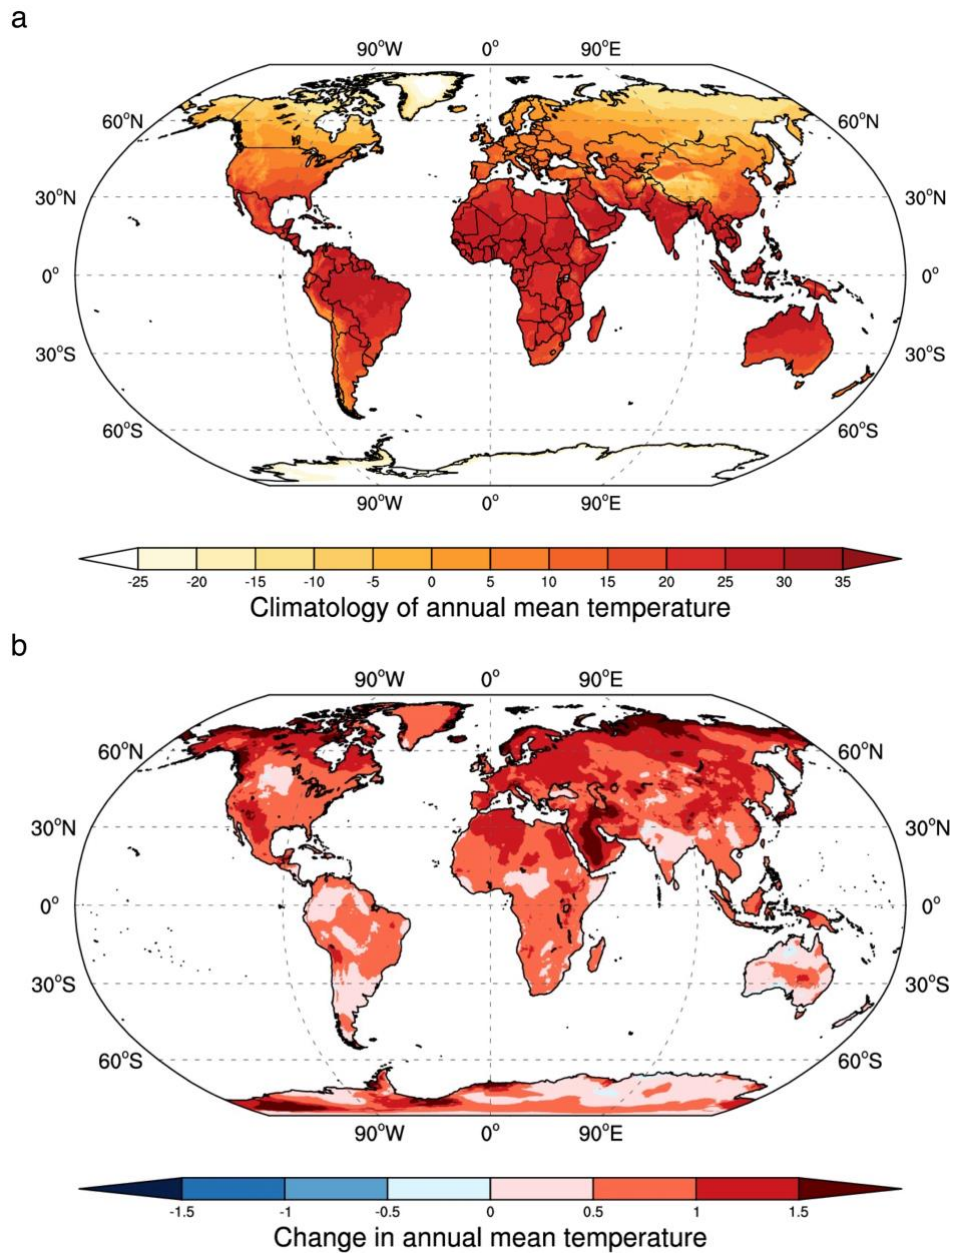 a
90°W 0° 90°E
60°N 60°N
30°N 30°N
0° 0°
30°S 30°S
60°S 60°S
90°W 0° 90°E
-25 -20 -15 -10 -5 0 5 10 15 20 25 30 35
Climatology of annual mean temperature
b
90°W 0° 90°E
60°N 60°N
30°N 30°N
0° 0°
30°S 30°S
60°S 60°S
90°W 0° 90°E
-1.5 -1 -0.5 0 0.5 1 1.5
Change in annual mean temperature